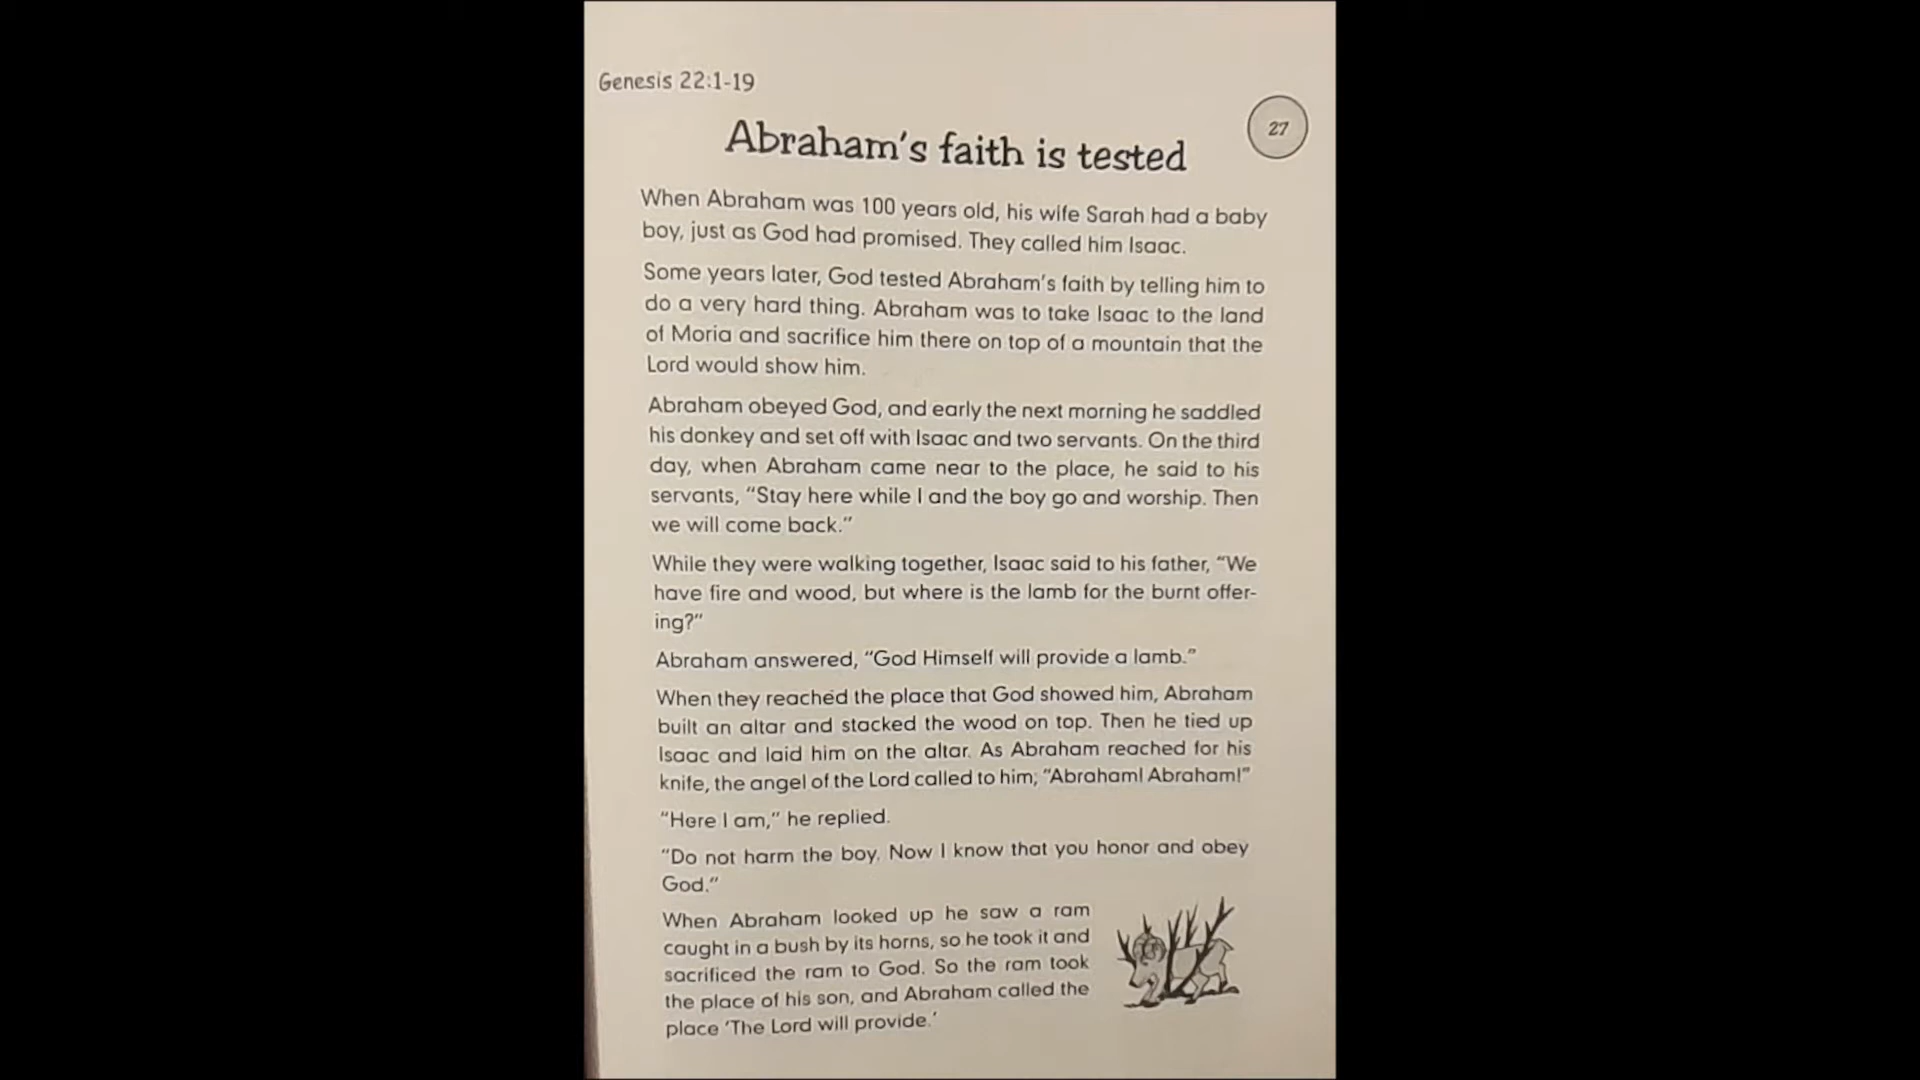 Genesis 22:1-19
27
Abraham's faith is tested
When Abraham was 100 years old, his wife Sarah had a baby
boy, just as God had promised. They called him Isaac.
Some years later, God tested Abraham's faith by telling him to
do a very hard thing. Abraham was to take Isaac to the land
of Moria and sacrifice him there on top of a mountain that the
Lord would show him.
Abraham obeyed God, and early the next morning he saddled
his donkey and set off with Isaac and two servants. On the third
day, when Abraham came near to the place, he said to his
servants, “Stay here while I and the boy go and worship. Then
we will come back.”
While they were walking together, Isaac said to his father, “We
have fire and wood, but where is the lamb for the burnt offer-
ing?”
Abraham answered, “God Himself will provide a lamb.”
When they reached the place that God showed him, Abraham
built an altar and stacked the wood on top. Then he tied up
Isaac and laid him on the altar. As Abraham reached for his
knife, the angel of the Lord called to him; “Abraham! Abraham!”
“Here I am,” he replied.
“Do not harm the boy. Now I know that you honor and obey
God.”
When Abraham looked up he saw a ram
caught in a bush by its horns, so he took it and
sacrificed the ram to God. So the ram took
the place of his son, and Abraham called the
place ‘The Lord will provide.’